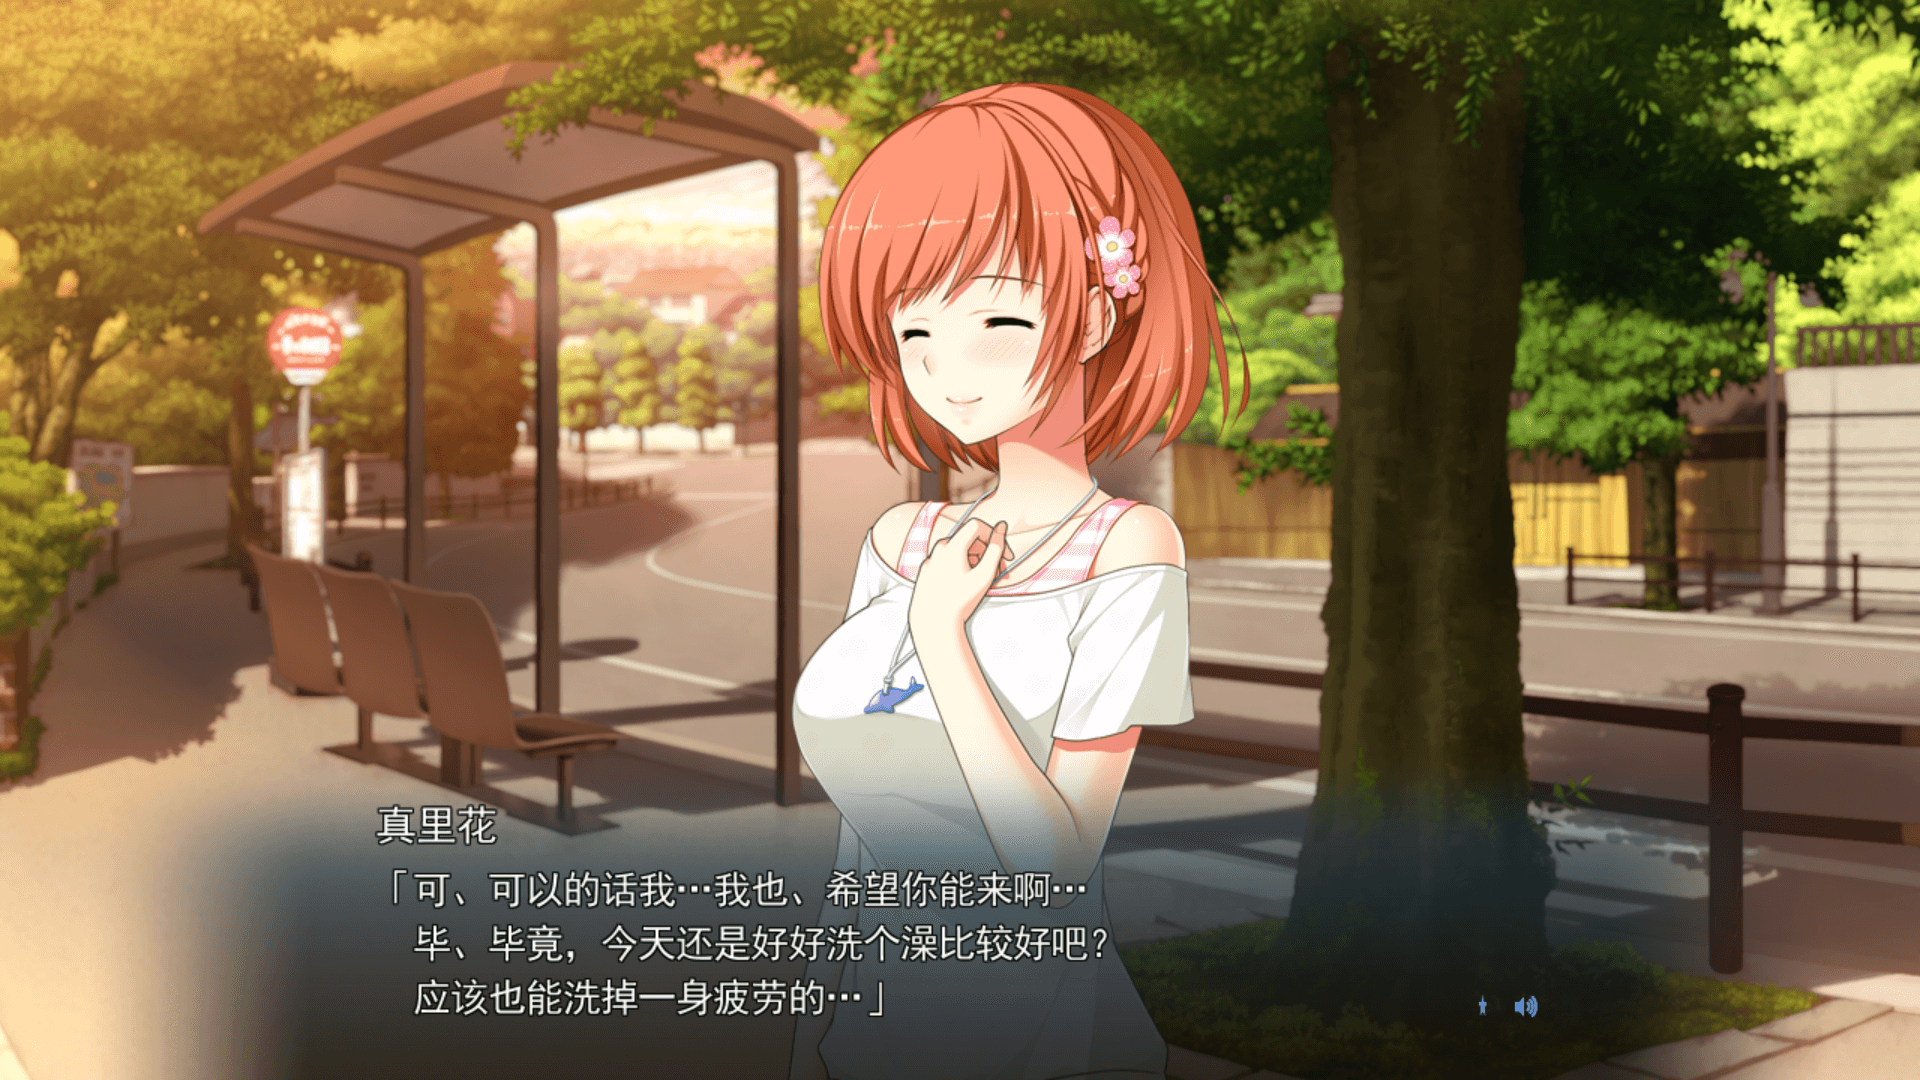 真里花
「可、可以的话我…我也、希望你能来啊…
毕、毕竟，今天还是好好洗个澡比较好吧？
应该也能洗掉一身疲劳的…」